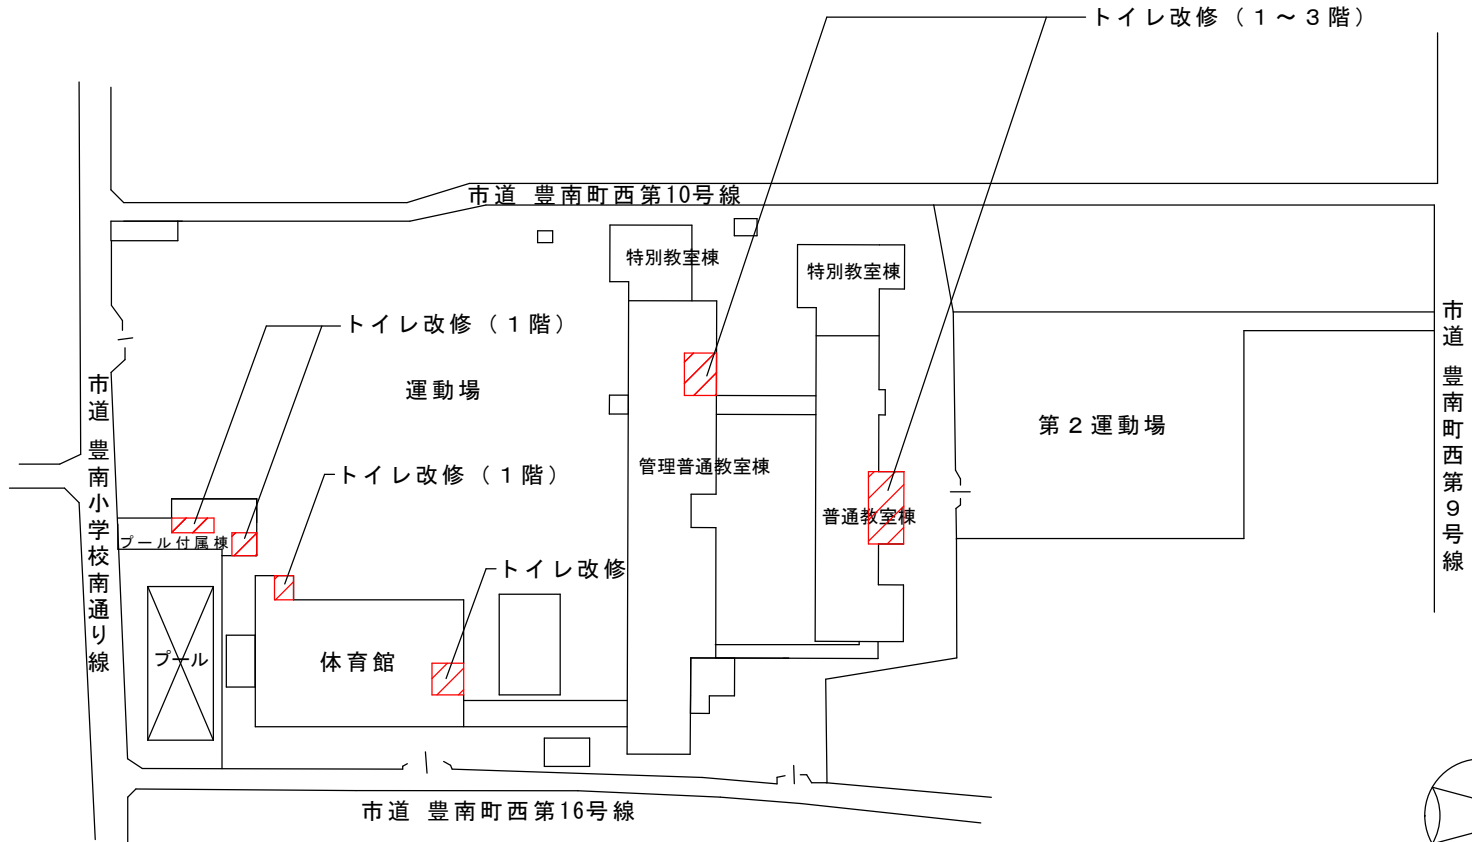 トイレ改修（１～３階）
市道 豊南町西第10号線
特別教室棟
特別教室棟
トイレ改修（１階）
運動場
市道 豊南町西第９号線
市道 豊南小学校南通り線
第２運動場
管理普通教室棟
トイレ改修（１階）
普通教室棟
プール付属棟
トイレ改修
プール
体育館
市道 豊南町西第16号線